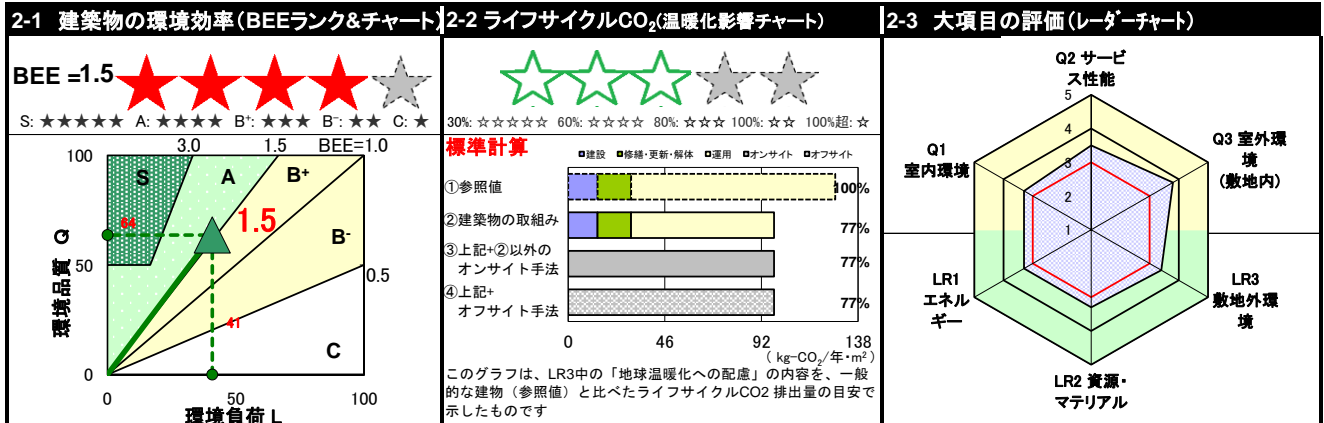 2-1 建築物の環境効率(BEEランク&チャート)
BEE =1.5
S: ★★★★★ A: ★★★★ B+: ★★★ B-: ★★ C: ★
3.0 1.5 BEE=1.0
100
S
A
B+
64
1.5
B-
50
0.5
41
C
0
0 50 100
環境品質 Q
環境負荷 L
2-2 ライフサイクルCO2(温暖化影響チャート)
30%: ☆☆☆☆☆ 60%: ☆☆☆☆ 80%: ☆☆☆ 100%: ☆☆ 100%超: ☆
標準計算
■建設 ■修繕・更新・解体 □運用 ■オンサイト ■オフサイト
①参照値
100%
②建築物の取組み
77%
③上記+②以外の
オンサイト手法
77%
④上記+
オフサイト手法
77%
0 46 92 138
( kg-CO2/年・m2 )
このグラフは、LR3中の「地球温暖化への配慮」の内容を、一般
的な建物(参照値)と比べたライフサイクルCO2 排出量の目安で
示したものです
2-3 大項目の評価(レーダーチャート)
Q2 サービ
ス性能
5
4
3
2
1
Q1
室内環境
Q3 室外環
境
(敷地内)
LR1
エネル
ギー
LR3
敷地外環
境
LR2 資源・
マテリアル